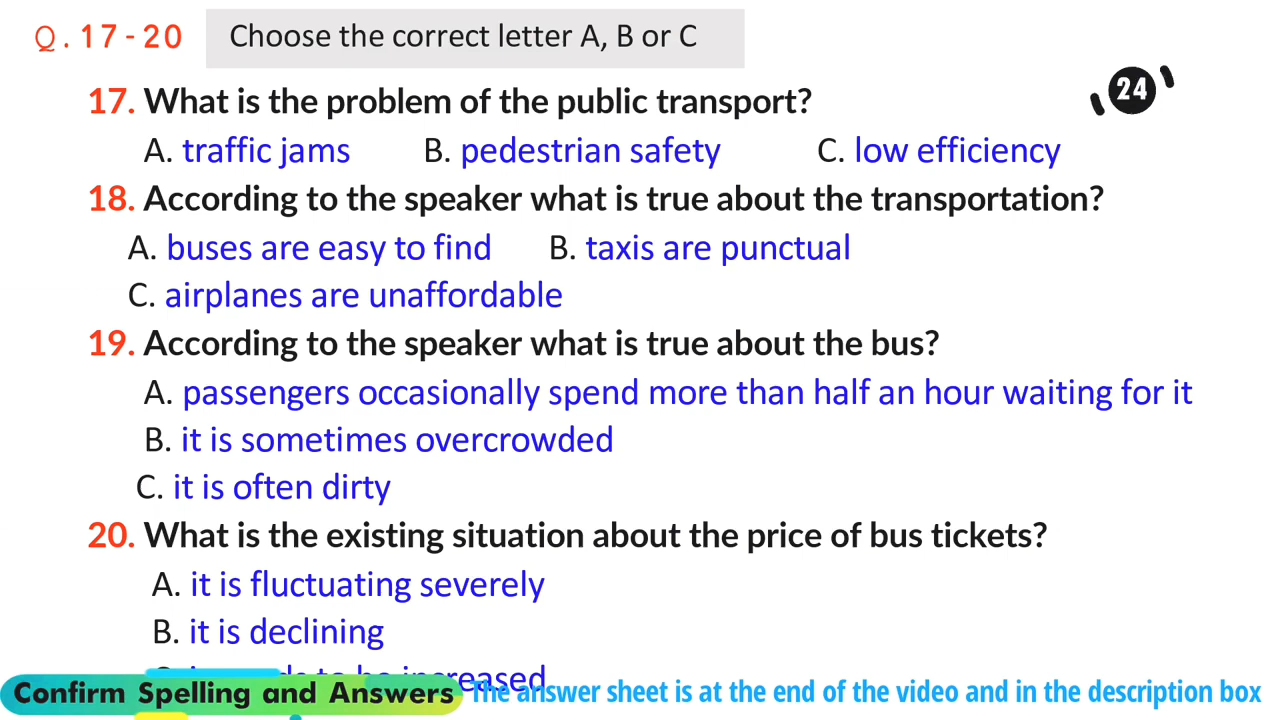 Q.17-20 Choose the correct letter A, B or C
24
17. What is the problem of the public transport?
A. traffic jams B. pedestrian safety C. low efficiency
18. According to the speaker what is true about the transportation?
A. buses are easy to find B. taxis are punctual
C. airplanes are unaffordable
19. According to the speaker what is true about the bus?
A. passengers occasionally spend more than half an hour waiting for it
B. it is sometimes overcrowded
C. it is often dirty
20. What is the existing situation about the price of bus tickets?
A. it is fluctuating severely
B. it is declining
to be increased
Confirm Spelling and Answers The answer sheet is at the end of the video and in the description box